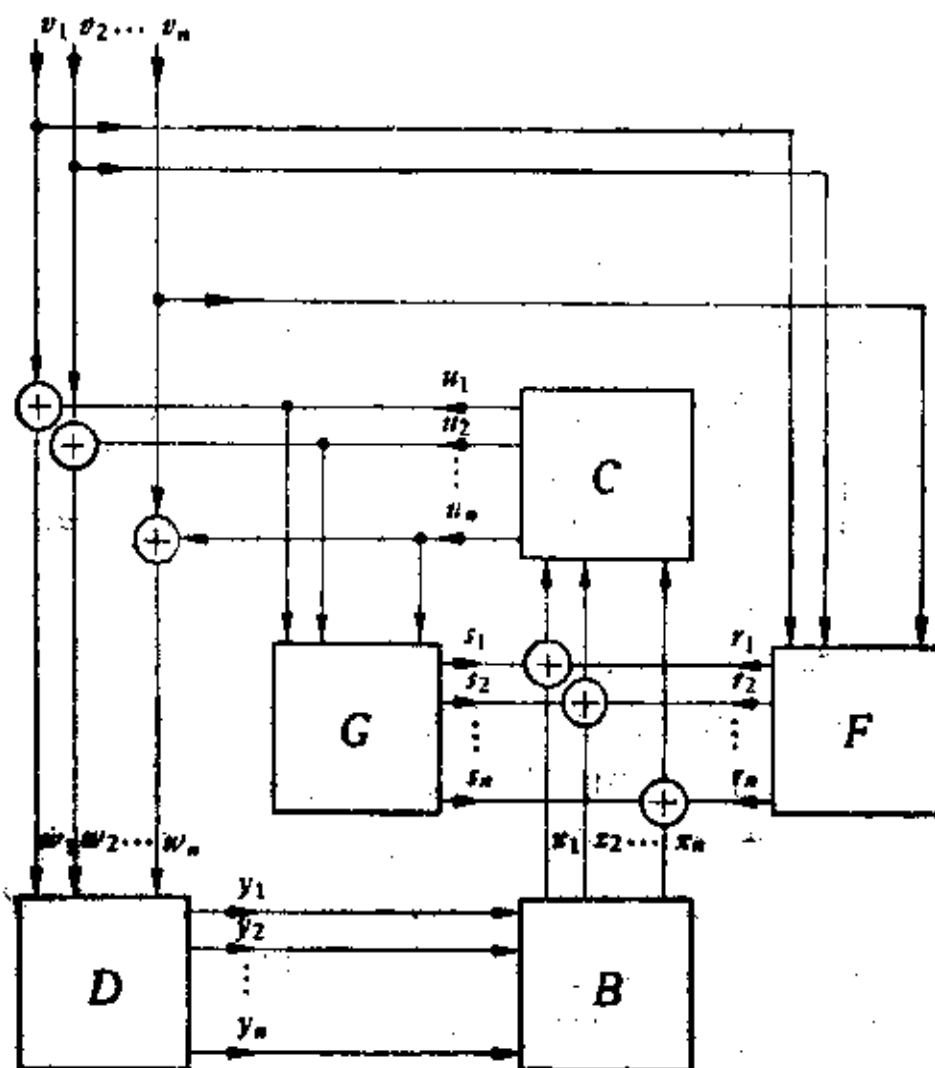 v₁ v₂ ... vₙ
u₁
u₂
⋮
uₙ
C
s₁
s₂
⋮
sₙ
r₁
r₂
⋮
rₙ
G
F
w₂ ... wₙ
x₁ x₂ ... xₙ
y₁
y₂
⋮
yₙ
D
B